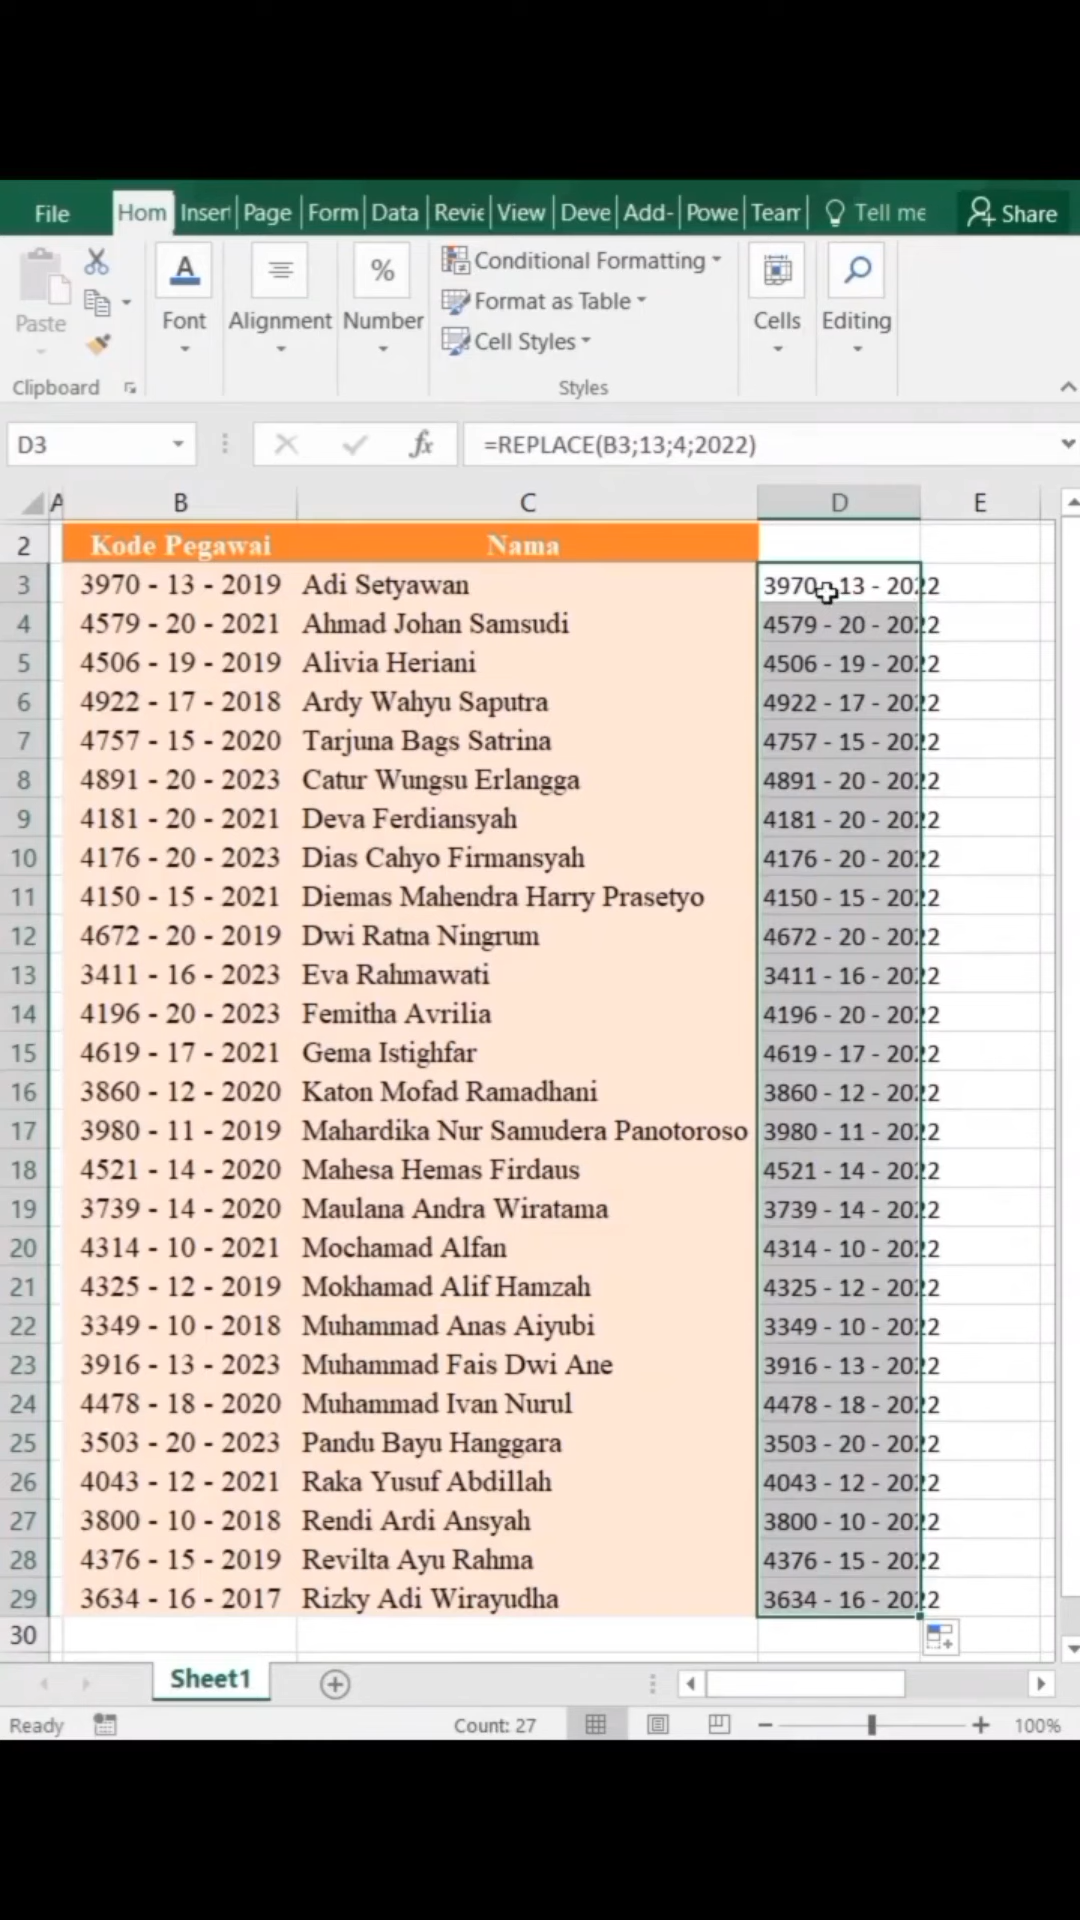 File Hom Inser Page Form Data Revie View Deve Add- Powe Team Tell me Share
Paste
Font Alignment Number
Conditional Formatting
Format as Table
Cell Styles
Cells Editing
Clipboard Styles
D3 fx =REPLACE(B3;13;4;2022)
A B C D E
2 Kode Pegawai Nama
3 3970 - 13 - 2019 Adi Setyawan 3970 - 13 - 2022
4 4579 - 20 - 2021 Ahmad Johan Samsudi 4579 - 20 - 2022
5 4506 - 19 - 2019 Alivia Heriani 4506 - 19 - 2022
6 4922 - 17 - 2018 Ardy Wahyu Saputra 4922 - 17 - 2022
7 4757 - 15 - 2020 Tarjuna Bags Satrina 4757 - 15 - 2022
8 4891 - 20 - 2023 Catur Wungsu Erlangga 4891 - 20 - 2022
9 4181 - 20 - 2021 Deva Ferdiansyah 4181 - 20 - 2022
10 4176 - 20 - 2023 Dias Cahyo Firmansyah 4176 - 20 - 2022
11 4150 - 15 - 2021 Diemas Mahendra Harry Prasetyo 4150 - 15 - 2022
12 4672 - 20 - 2019 Dwi Ratna Ningrum 4672 - 20 - 2022
13 3411 - 16 - 2023 Eva Rahmawati 3411 - 16 - 2022
14 4196 - 20 - 2023 Femitha Avrilia 4196 - 20 - 2022
15 4619 - 17 - 2021 Gema Istighfar 4619 - 17 - 2022
16 3860 - 12 - 2020 Katon Mofad Ramadhani 3860 - 12 - 2022
17 3980 - 11 - 2019 Mahardika Nur Samudera Panotoroso 3980 - 11 - 2022
18 4521 - 14 - 2020 Mahesa Hemas Firdaus 4521 - 14 - 2022
19 3739 - 14 - 2020 Maulana Andra Wiratama 3739 - 14 - 2022
20 4314 - 10 - 2021 Mochamad Alfan 4314 - 10 - 2022
21 4325 - 12 - 2019 Mokhamad Alif Hamzah 4325 - 12 - 2022
22 3349 - 10 - 2018 Muhammad Anas Aiyubi 3349 - 10 - 2022
23 3916 - 13 - 2023 Muhammad Fais Dwi Ane 3916 - 13 - 2022
24 4478 - 18 - 2020 Muhammad Ivan Nurul 4478 - 18 - 2022
25 3503 - 20 - 2023 Pandu Bayu Hanggara 3503 - 20 - 2022
26 4043 - 12 - 2021 Raka Yusuf Abdillah 4043 - 12 - 2022
27 3800 - 10 - 2018 Rendi Ardi Ansyah 3800 - 10 - 2022
28 4376 - 15 - 2019 Revilta Ayu Rahma 4376 - 15 - 2022
29 3634 - 16 - 2017 Rizky Adi Wirayudha 3634 - 16 - 2022
30
Sheet1
Ready Count: 27 100%